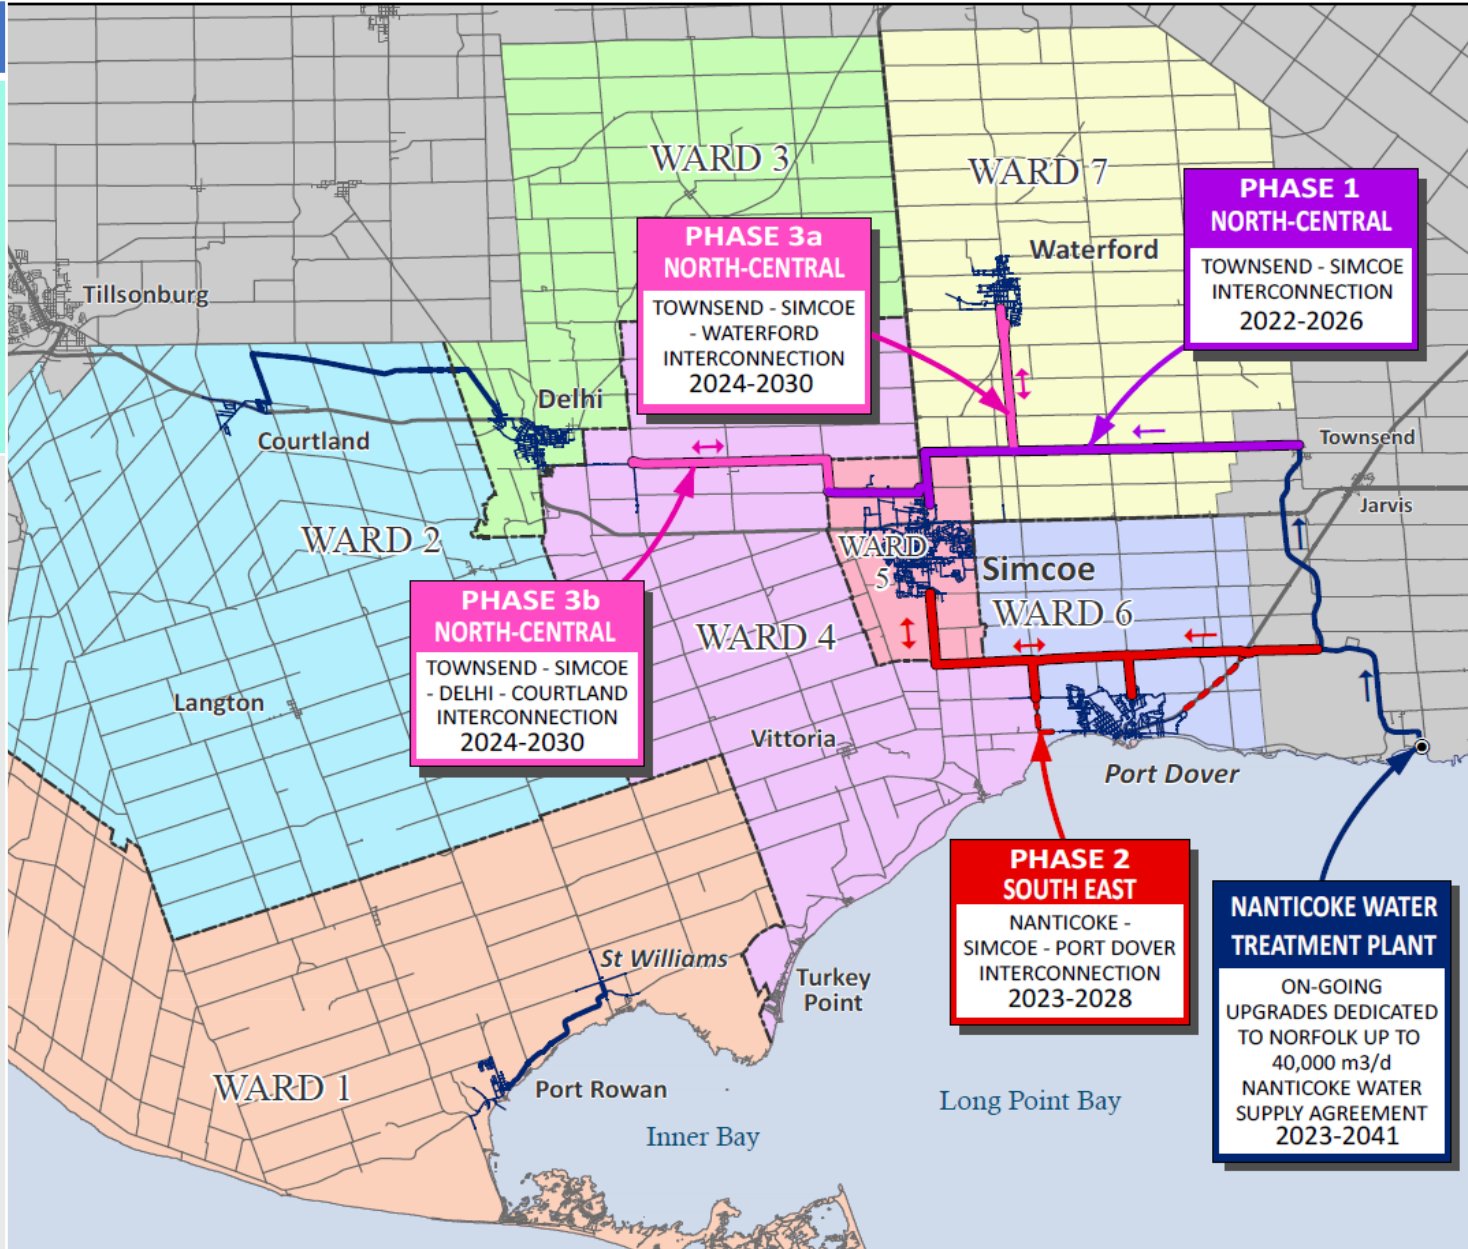 WARD 3
WARD 7
PHASE 1
NORTH-CENTRAL
TOWNSEND - SIMCOE
INTERCONNECTION
2022-2026
PHASE 3a
NORTH-CENTRAL
TOWNSEND - SIMCOE
- WATERFORD
INTERCONNECTION
2024-2030
Waterford
Tillsonburg
Delhi
Courtland
Townsend
Jarvis
WARD 2
WARD
5
Simcoe
WARD 6
PHASE 3b
NORTH-CENTRAL
TOWNSEND - SIMCOE
- DELHI - COURTLAND
INTERCONNECTION
2024-2030
WARD 4
Langton
Vittoria
Port Dover
PHASE 2
SOUTH EAST
NANTICOKE -
SIMCOE - PORT DOVER
INTERCONNECTION
2023-2028
NANTICOKE WATER
TREATMENT PLANT
ON-GOING
UPGRADES DEDICATED
TO NORFOLK UP TO
40,000 m3/d
NANTICOKE WATER
SUPPLY AGREEMENT
2023-2041
St Williams
Turkey
Point
WARD 1
Port Rowan
Long Point Bay
Inner Bay